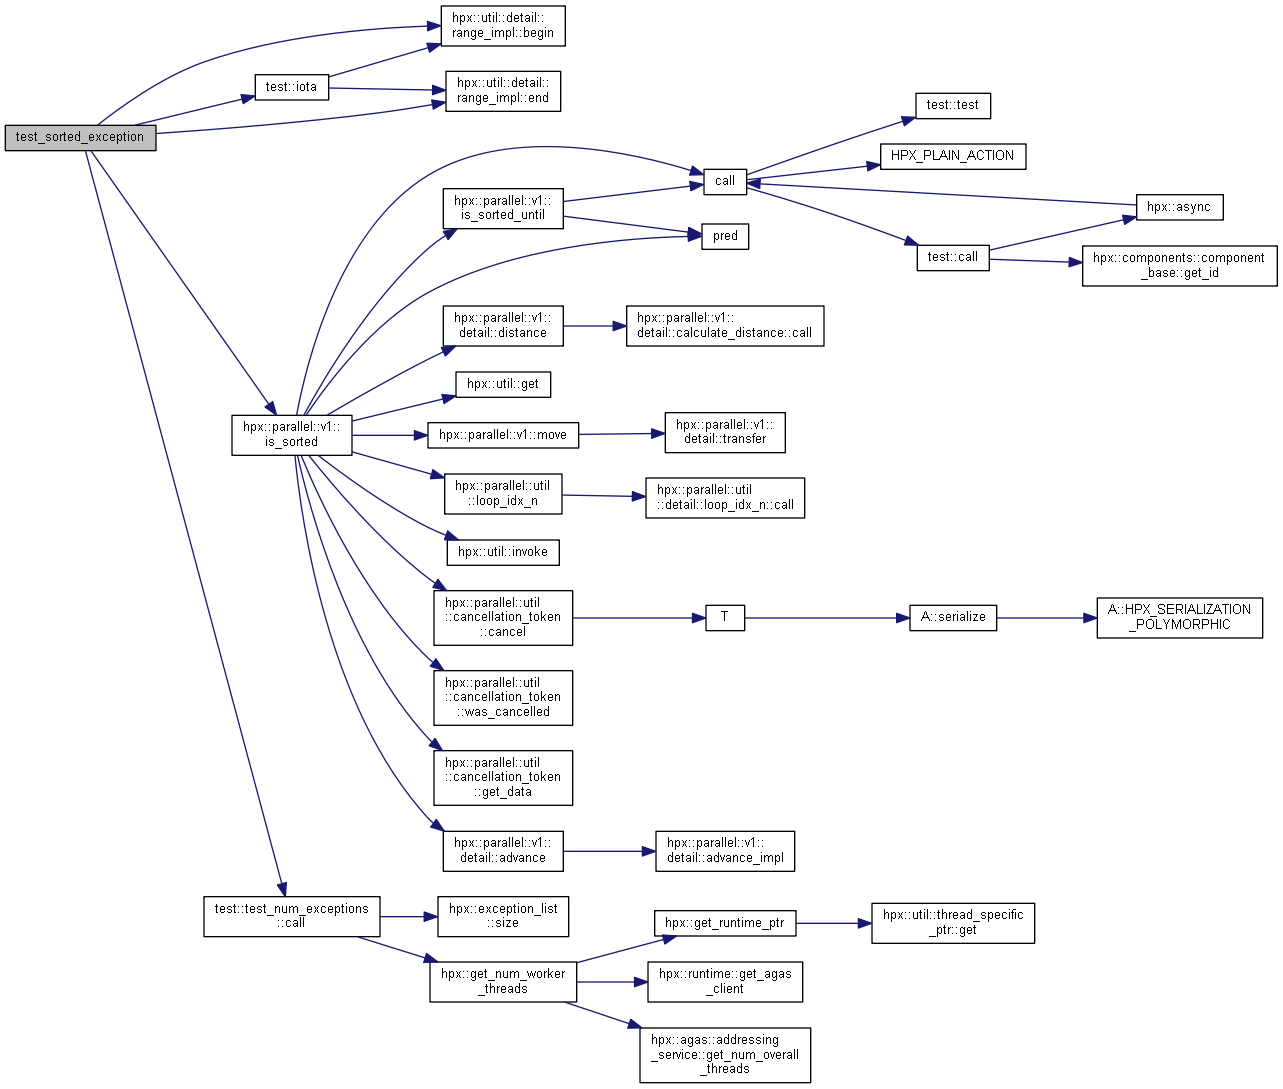 test_sorted_exception
hpx::util::detail::
range_impl::begin
test::iota
hpx::util::detail::
range_impl::end
hpx::parallel::v1::
is_sorted
call
test::test
HPX_PLAIN_ACTION
test::call
hpx::async
hpx::components::component
_base::get_id
hpx::parallel::v1::
is_sorted_until
pred
hpx::parallel::v1::
detail::distance
hpx::parallel::v1::
detail::calculate_distance::call
hpx::util::get
hpx::parallel::v1::move
hpx::parallel::v1::
detail::transfer
hpx::parallel::util
::loop_idx_n
hpx::parallel::util
::detail::loop_idx_n::call
hpx::util::invoke
hpx::parallel::util
::cancellation_token
::cancel
T
A::serialize
A::HPX_SERIALIZATION
_POLYMORPHIC
hpx::parallel::util
::cancellation_token
::was_cancelled
hpx::parallel::util
::cancellation_token
::get_data
hpx::parallel::v1::
detail::advance
hpx::parallel::v1::
detail::advance_impl
test::test_num_exceptions
::call
hpx::exception_list
::size
hpx::get_num_worker
_threads
hpx::get_runtime_ptr
hpx::util::thread_specific
_ptr::get
hpx::runtime::get_agas
_client
hpx::agas::addressing
_service::get_num_overall
_threads